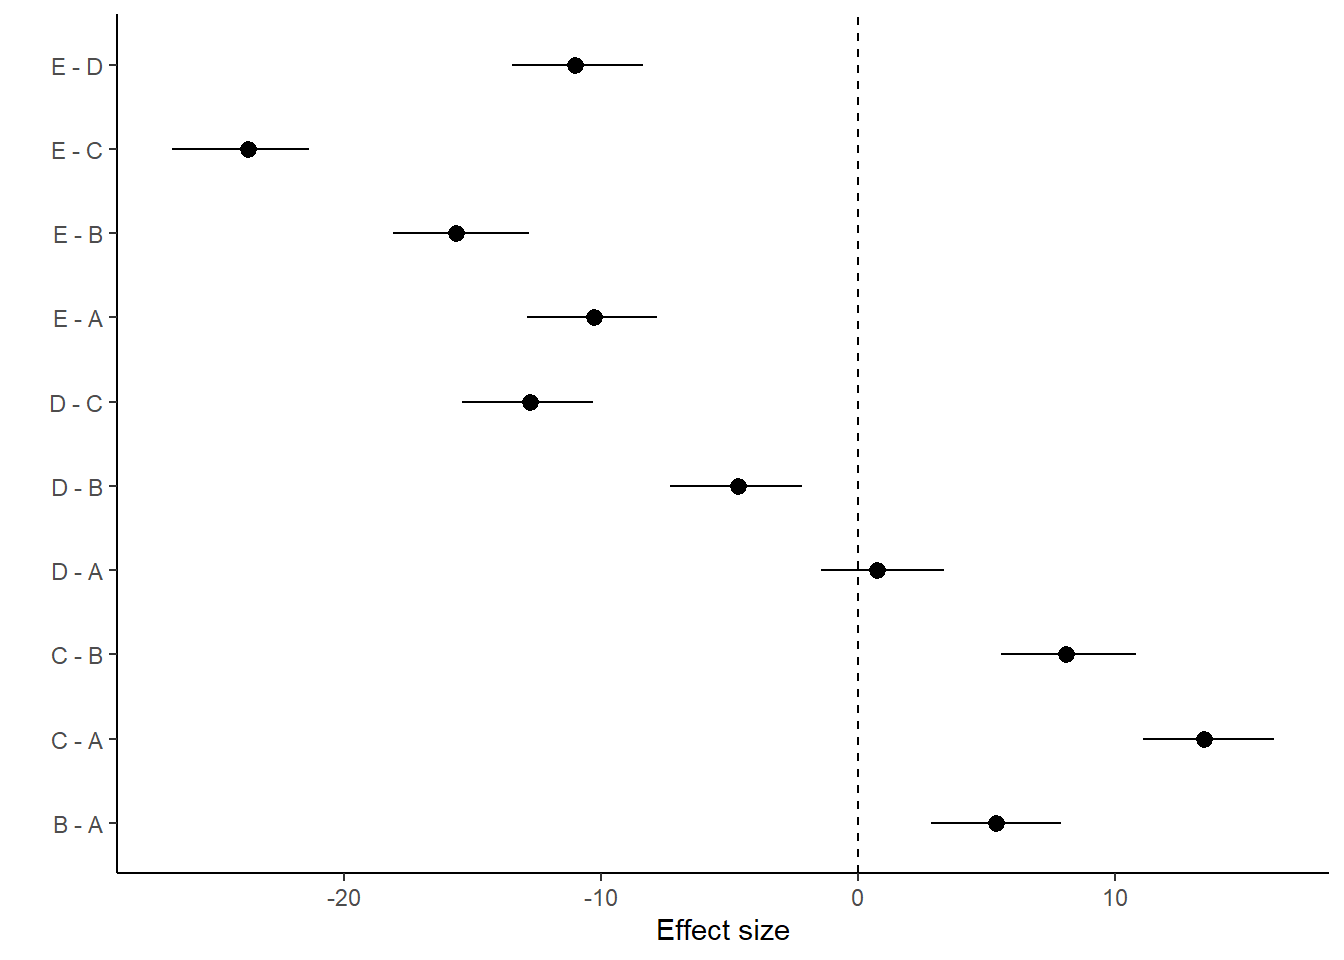 E - D
E - C
E - B
E - A
D - C
D - B
D - A
C - B
C - A
B - A
-20 -10 0 10
Effect size